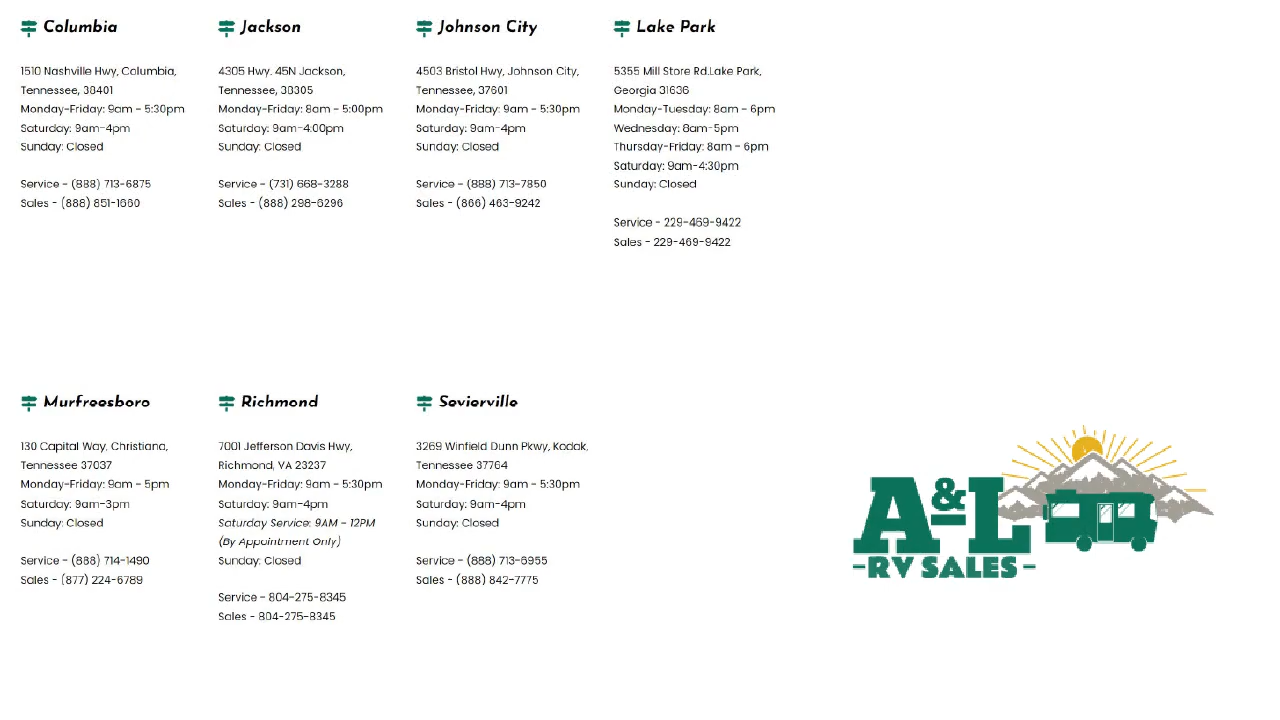 Columbia
1510 Nashville Hwy, Columbia,
Tennessee, 38401
Monday-Friday: 9am - 5:30pm
Saturday: 9am-4pm
Sunday: Closed
Service - (888) 713-6875
Sales - (888) 851-1660
Jackson
4305 Hwy. 45N Jackson,
Tennessee, 38305
Monday-Friday: 8am - 5:00pm
Saturday: 9am-4:00pm
Sunday: Closed
Service - (731) 668-3288
Sales - (888) 298-6296
Johnson City
4503 Bristol Hwy, Johnson City,
Tennessee, 37601
Monday-Friday: 9am - 5:30pm
Saturday: 9am-4pm
Sunday: Closed
Service - (888) 713-7850
Sales - (866) 463-9242
Lake Park
5355 Mill Store Rd.Lake Park,
Georgia 31636
Monday-Tuesday: 8am - 6pm
Wednesday: 8am-5pm
Thursday-Friday: 8am - 6pm
Saturday: 9am-4:30pm
Sunday: Closed
Service - 229-469-9422
Sales - 229-469-9422
Murfreesboro
130 Capital Way, Christiana,
Tennessee 37037
Monday-Friday: 9am - 5pm
Saturday: 9am-3pm
Sunday: Closed
Service - (888) 714-1490
Sales - (877) 224-6789
Richmond
7001 Jefferson Davis Hwy,
Richmond, VA 23237
Monday-Friday: 9am - 5:30pm
Saturday: 9am-4pm
Saturday Service: 9AM - 12PM
(By Appointment Only)
Sunday: Closed
Service - 804-275-8345
Sales - 804-275-8345
Sevierville
3269 Winfield Dunn Pkwy, Kodak,
Tennessee 37764
Monday-Friday: 9am - 5:30pm
Saturday: 9am-4pm
Sunday: Closed
Service - (888) 713-5955
Sales - (888) 842-7775
A&L
-RV SALES-